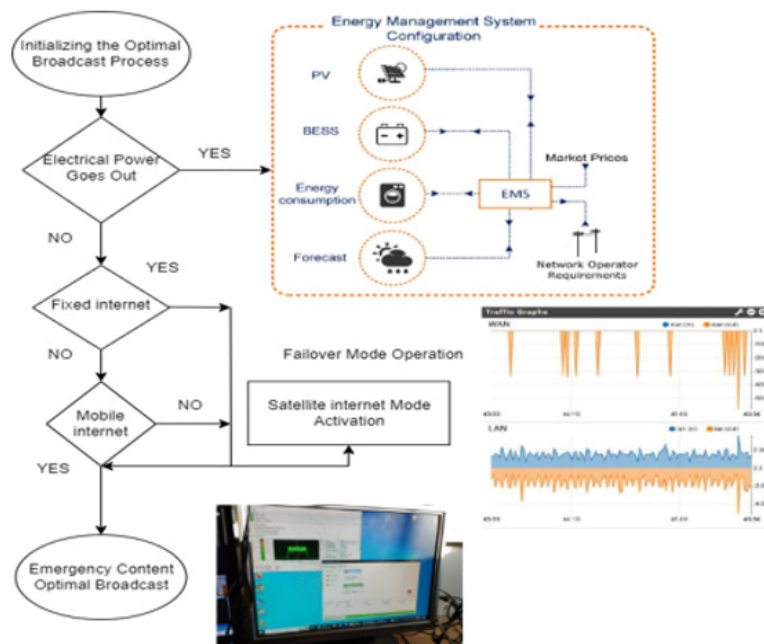 Initializing the Optimal
Broadcast Process
Electrical Power
Goes Out
YES
NO
YES
Fixed internet
NO
Mobile
internet
NO
YES
Emergency Content
Optimal Broadcast
Failover Mode Operation
Satellite internet Mode
Activation
Energy Management System
Configuration
PV
BESS
Energy
consumption
Forecast
EMS
Market Prices
Network Operator
Requirements
Traffic Graphs
WAN
LAN